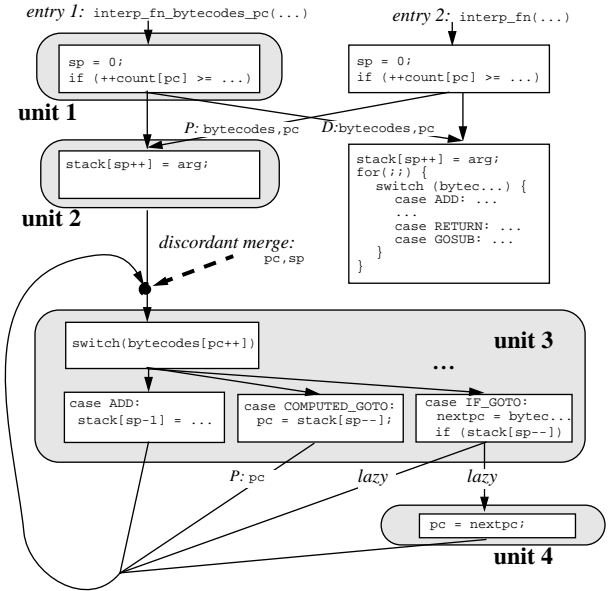 entry 1: interp_fn_bytecodes_pc(...)
entry 2: interp_fn(...)
sp = 0;
if (++count[pc] >= ...)
sp = 0;
if (++count[pc] >= ...)
unit 1
P: bytecodes,pc
D:bytecodes,pc
stack[sp++] = arg;
unit 2
stack[sp++] = arg;
for(;;) {
switch (bytec...) {
case ADD: ...
...
case RETURN: ...
case GOSUB: ...
}
}
discordant merge:
pc,sp
unit 3
switch(bytecodes[pc++])
...
case ADD:
stack[sp-1] = ...
case COMPUTED_GOTO:
pc = stack[sp--];
case IF_GOTO:
nextpc = bytec...
if (stack[sp--])
P: pc
lazy
lazy
pc = nextpc;
unit 4